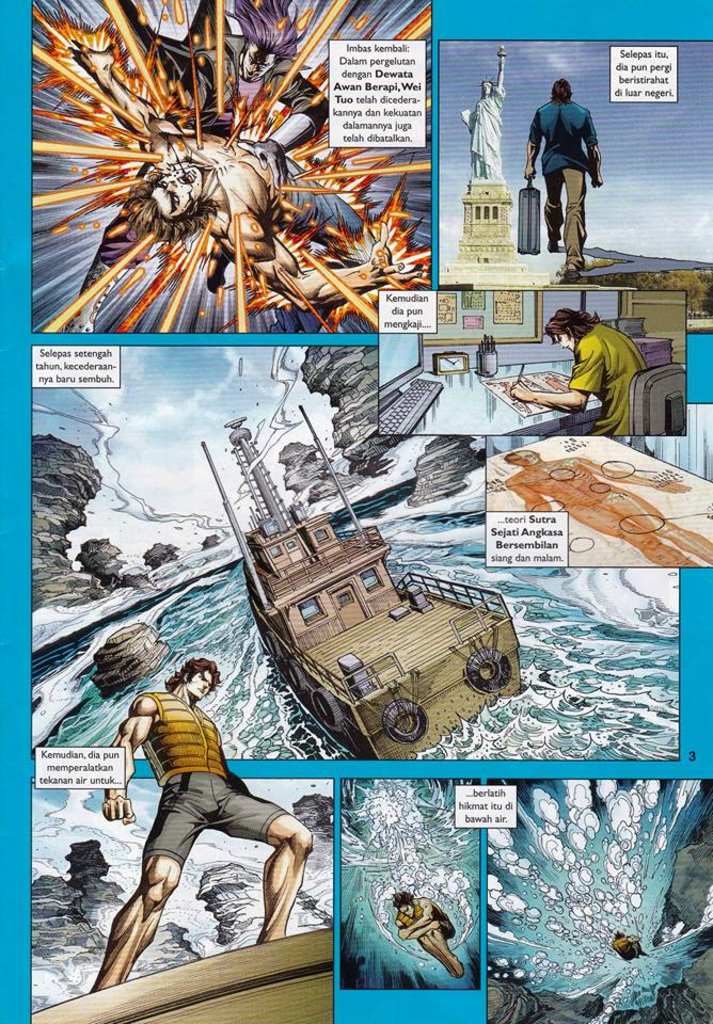 Imbas kembali:
Dalam pergelutan
dengan Dewata
Awan Berapi, Wei
Tuo telah dicedera-
kannya dan kekuatan
dalamannya juga
telah dibatalkan.
Selepas itu,
dia pun pergi
beristirahat
di luar negeri.
Kemudian
dia pun
mengkaji....
...teori Sutra
Sejati Angkasa
Bersembilan
siang dan malam.
Selepas setengah
tahun, kecederaan-
nya baru sembuh.
3
Kemudian, dia pun
memperalatkan
tekanan air untuk...
...berlatih
hikmat itu di
bawah air.